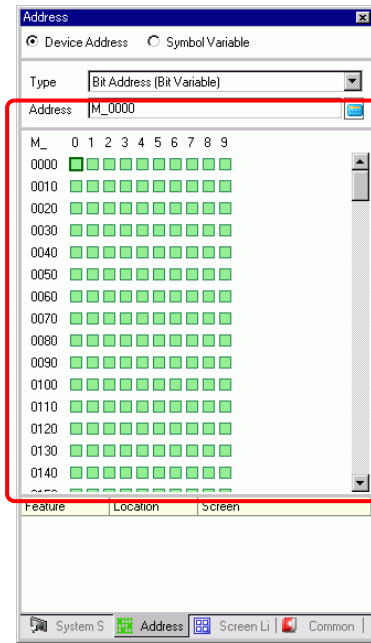 Address
Device Address Symbol Variable
Type Bit Address (Bit Variable)
Address M_0000
M_ 0 1 2 3 4 5 6 7 8 9
0000
0010
0020
0030
0040
0050
0060
0070
0080
0090
0100
0110
0120
0130
0140
0150
Feature Location Screen
System S Address Screen Li Common